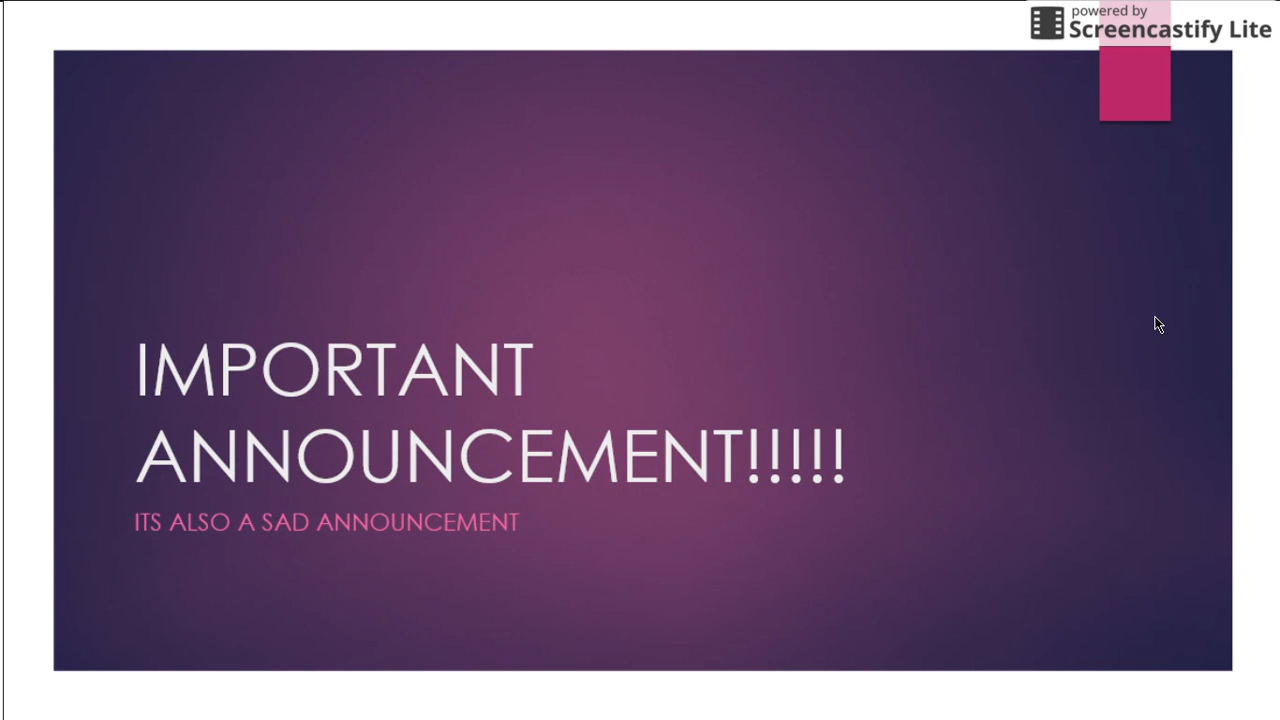 powered by
Screencastify Lite
IMPORTANT
ANNOUNCEMENT!!!!!
ITS ALSO A SAD ANNOUNCEMENT